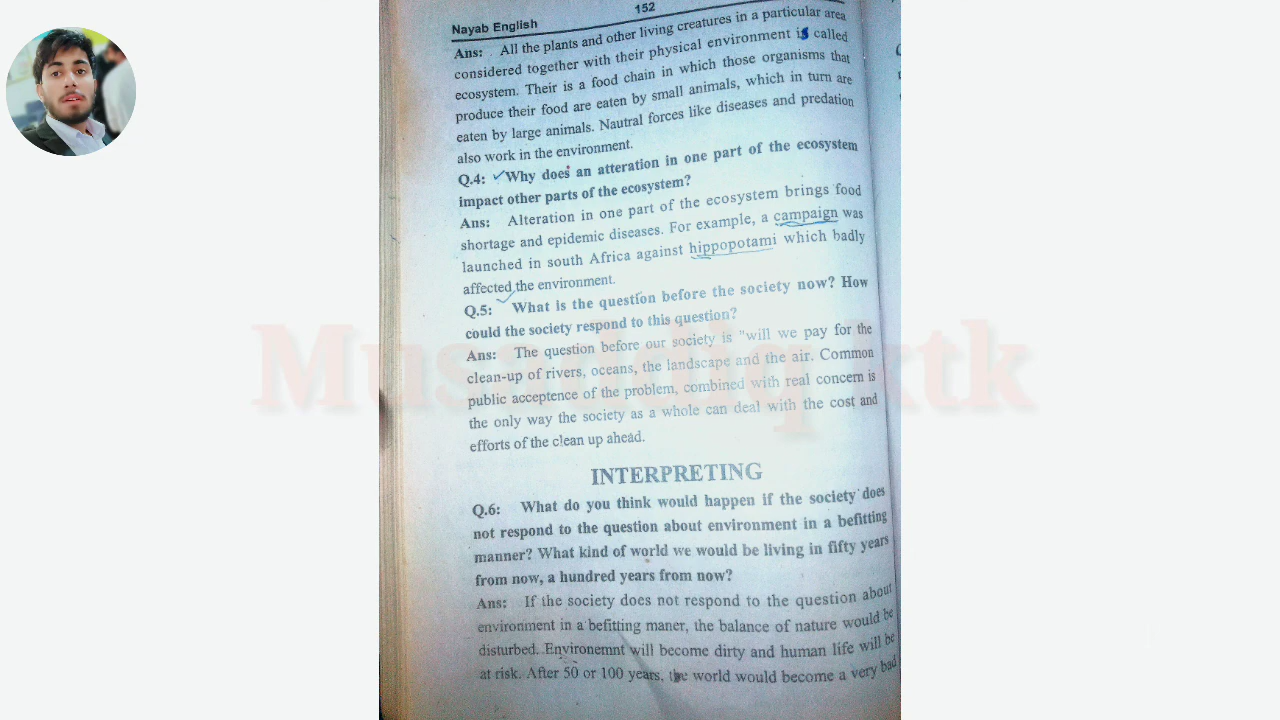 152
Nayab English
Ans: All the plants and other living creatures in a particular area
considered together with their physical environment is called
ecosystem. Their is a food chain in which those organisms that
produce their food are eaten by small animals, which in turn are
eaten by large animals. Nautral forces like diseases and predation
also work in the environment.
Q.4: Why does an atteration in one part of the ecosystem
impact other parts of the ecosystem?
Ans: Alteration in one part of the ecosystem brings food
shortage and epidemic diseases. For example, a campaign was
launched in south Africa against hippopotami which badly
affected the environment.
Q.5: What is the question before the society now? How
could the society respond to this question?
Ans: The question before our society is "will we pay for the
clean-up of rivers, oceans, the landscape and the air. Common
public acceptence of the problem, combined with real concern is
the only way the society as a whole can deal with the cost and
efforts of the clean up ahead.
INTERPRETING
Q.6: What do you think would happen if the society does
not respond to the question about environment in a befitting
manner? What kind of world we would be living in fifty years
from now, a hundred years from now?
Ans: If the society does not respond to the question about
environment in a befitting maner, the balance of nature would be
disturbed. Environemnt will become dirty and human life will be
at risk. After 50 or 100 years, the world would become a very bad